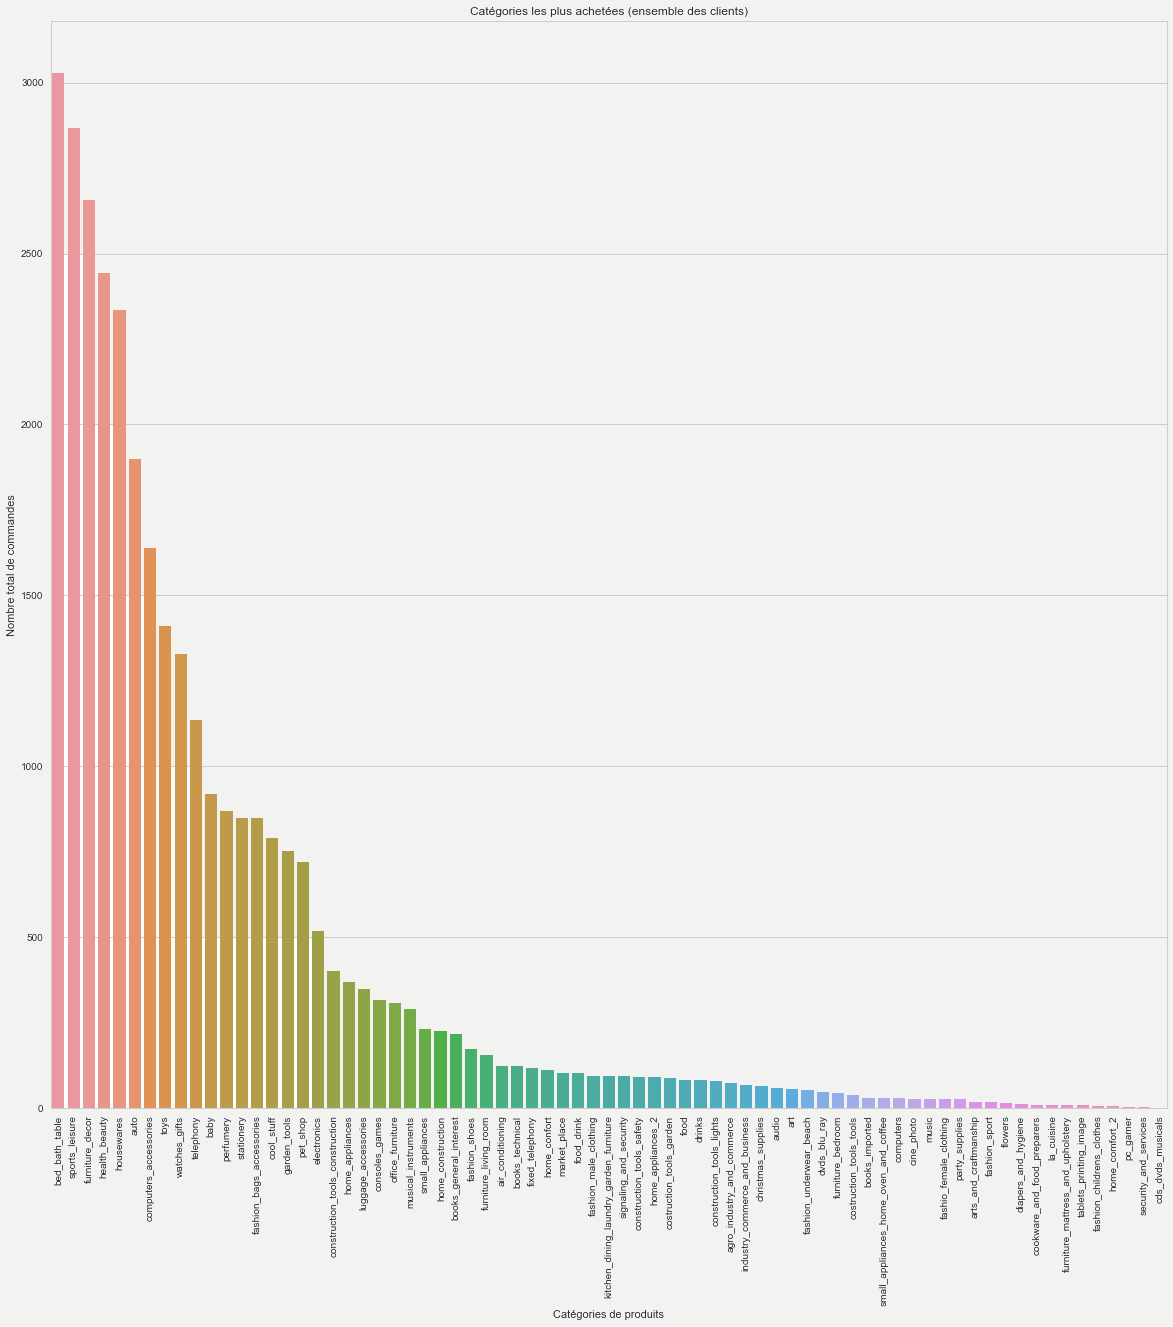 Catégories les plus achetées (ensemble des clients)
3000
2500
2000
1500
1000
500
0
Nombre total de commandes
bed_bath_table
sports_leisure
furniture_decor
health_beauty
housewares
auto
computers_accessories
toys
watches_gifts
telephony
baby
perfumery
stationery
fashion_bags_accessories
cool_stuff
garden_tools
pet_shop
electronics
construction_tools_construction
home_appliances
luggage_accessories
consoles_games
office_furniture
musical_instruments
small_appliances
home_construction
books_general_interest
fashion_shoes
furniture_living_room
air_conditioning
books_technical
fixed_telephony
home_comfort
market_place
food_drink
fashion_male_clothing
kitchen_dining_laundry_garden_furniture
signaling_and_security
construction_tools_safety
home_appliances_2
costruction_tools_garden
food
drinks
construction_tools_lights
agro_industry_and_commerce
industry_commerce_and_business
christmas_supplies
audio
art
fashion_underwear_beach
dvds_blu_ray
furniture_bedroom
costruction_tools_tools
books_imported
small_appliances_home_oven_and_coffee
computers
cine_photo
music
fashio_female_clothing
party_supplies
arts_and_craftmanship
fashion_sport
flowers
diapers_and_hygiene
cookware_and_food_preparers
la_cuisine
furniture_mattress_and_upholstery
tablets_printing_image
fashion_childrens_clothes
home_comfort_2
pc_gamer
security_and_services
cds_dvds_musicals
Catégories de produits